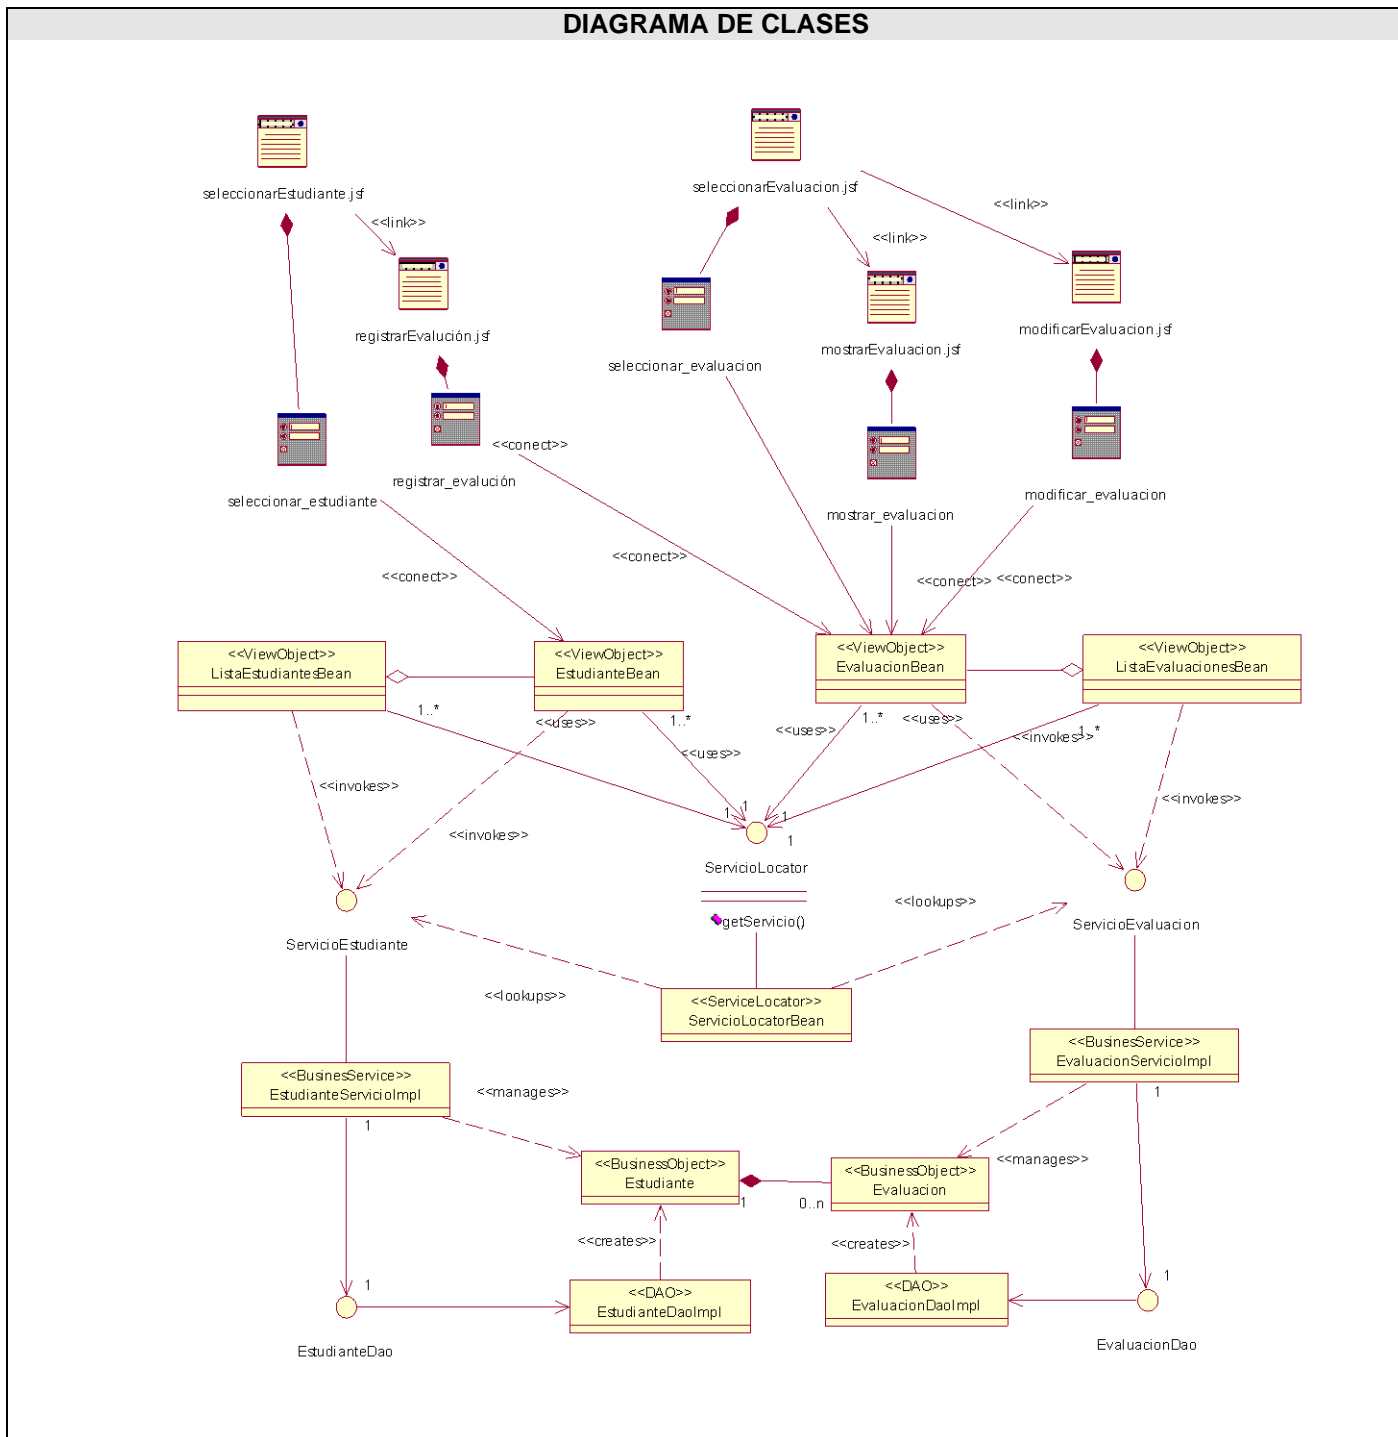 DIAGRAMA DE CLASES
seleccionarEstudiante.jsf
seleccionarEvaluacion.jsf
<<link>>
<<link>>
<<link>>
registrarEvalución.jsf
mostrarEvaluacion.jsf
modificarEvaluacion.jsf
seleccionar_evaluacion
<<conect>>
registrar_evalución
seleccionar_estudiante
mostrar_evaluacion
modificar_evaluacion
<<conect>>
<<conect>>
<<conect>>
<<conect>>
<<ViewObject>>
ListaEstudiantesBean
<<ViewObject>>
EstudianteBean
<<ViewObject>>
EvaluacionBean
<<ViewObject>>
ListaEvaluacionesBean
1..*
<<uses>>
1..*
<<uses>>
<<uses>>
1..*
<<uses>>
<<invokes>>
1..*
<<invokes>>
<<invokes>>
<<invokes>>
1
1
1
1
ServicioLocator
getServicio()
<<lookups>>
ServicioEstudiante
ServicioEvaluacion
<<lookups>>
<<ServiceLocator>>
ServicioLocatorBean
<<BusinesService>>
EstudianteServicioImpl
<<BusinesService>>
EvaluacionServicioImpl
1
<<manages>>
1
<<manages>>
<<BusinessObject>>
Estudiante
<<BusinessObject>>
Evaluacion
1
0..n
<<creates>>
<<creates>>
1
1
<<DAO>>
EstudianteDaoImpl
<<DAO>>
EvaluacionDaoImpl
EstudianteDao
EvaluacionDao